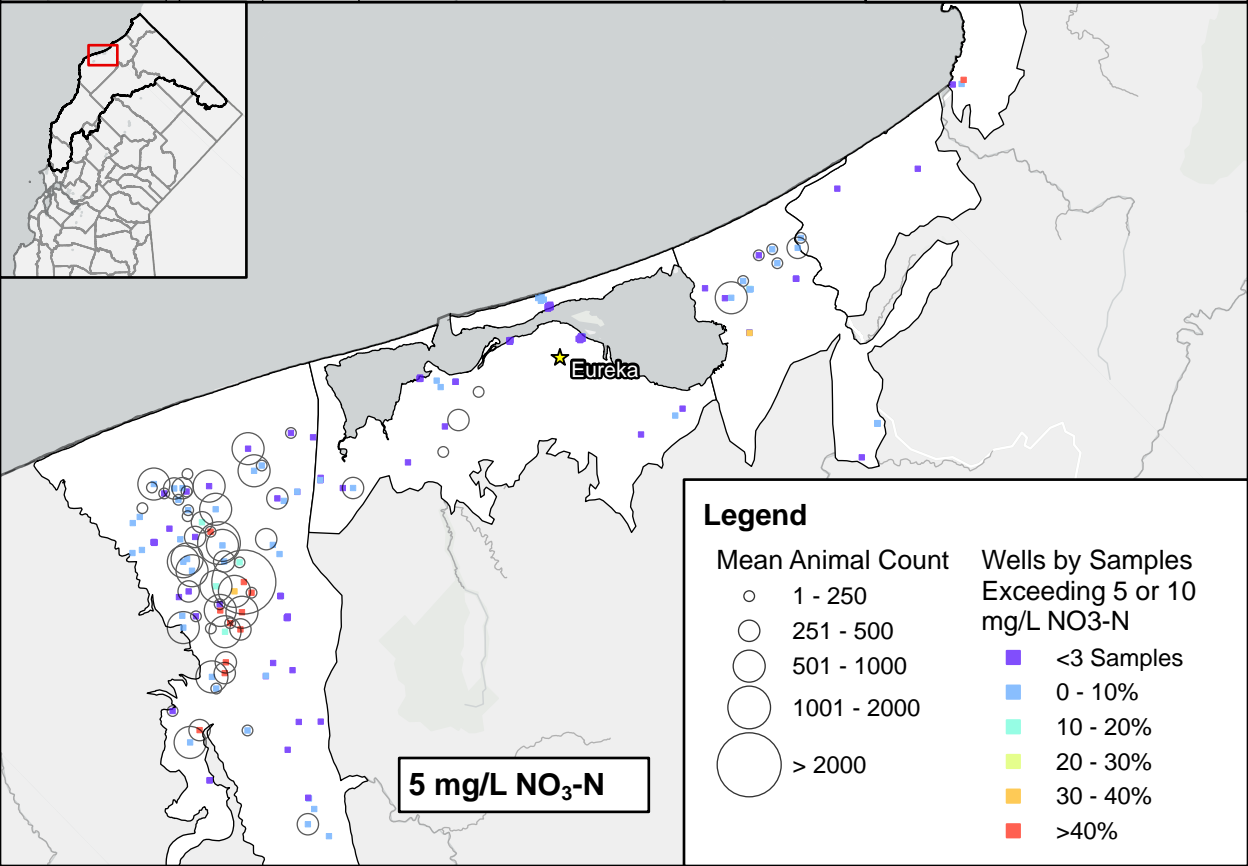 Eureka
Legend
Mean Animal Count
1 - 250
251 - 500
501 - 1000
1001 - 2000
> 2000
Wells by Samples
Exceeding 5 or 10
mg/L NO3-N
<3 Samples
0 - 10%
10 - 20%
20 - 30%
30 - 40%
>40%
5 mg/L NO₃-N